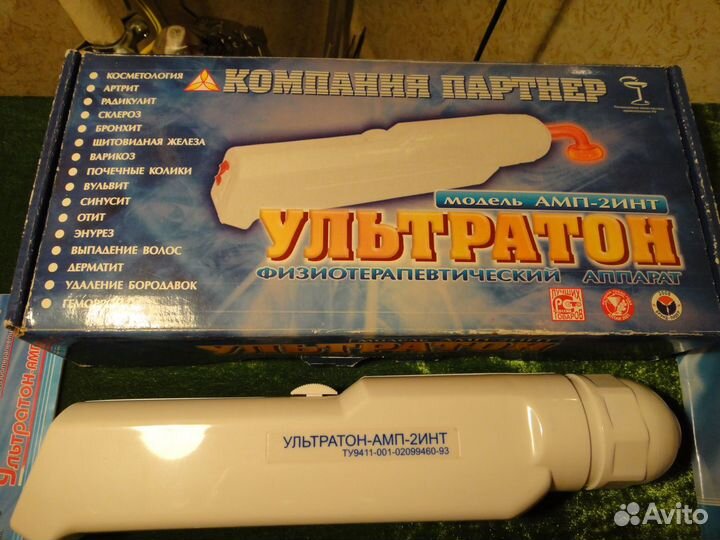 КОМПАНИЯ ПАРТНЕР
КОСМЕТОЛОГИЯ
АРТРИТ
РАДИКУЛИТ
СКЛЕРОЗ
БРОНХИТ
ЩИТОВИДНАЯ ЖЕЛЕЗА
ВАРИКОЗ
ПОЧЕЧНЫЕ КОЛИКИ
ВУЛЬВИТ
СИНУСИТ
ОТИТ
ЭНУРЕЗ
ВЫПАДЕНИЕ ВОЛОС
ДЕРМАТИТ
УДАЛЕНИЕ БОРОДАВОК
модель АМП-2ИНТ
УЛЬТРАТОН
ФИЗИОТЕРАПЕВТИЧЕСКИЙ АППАРАТ
Ультратон-АМП
УЛЬТРАТОН-АМП-2ИНТ
ТУ9411-001-02099460-93
Avito